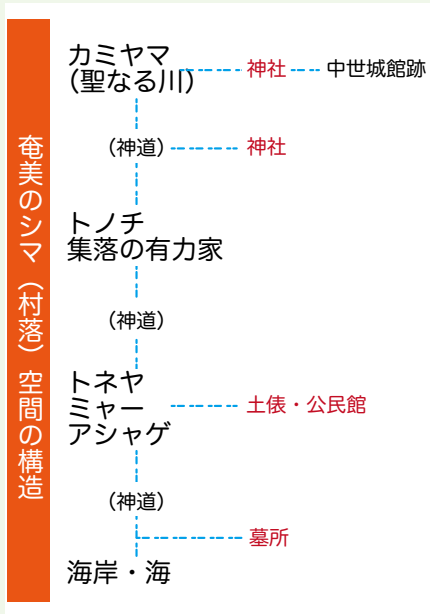 奄美のシマ（村落）空間の構造
カミヤマ
(聖なる川)
神社
中世城館跡
(神道)
神社
トノチ
集落の有力家
(神道)
トネヤ
ミャー
アシャゲ
土俵・公民館
(神道)
墓所
海岸・海